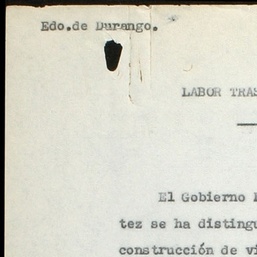 Edo.de Durango.
LABOR TRAS
El Gobierno
tez se ha distingu
construcción de vi